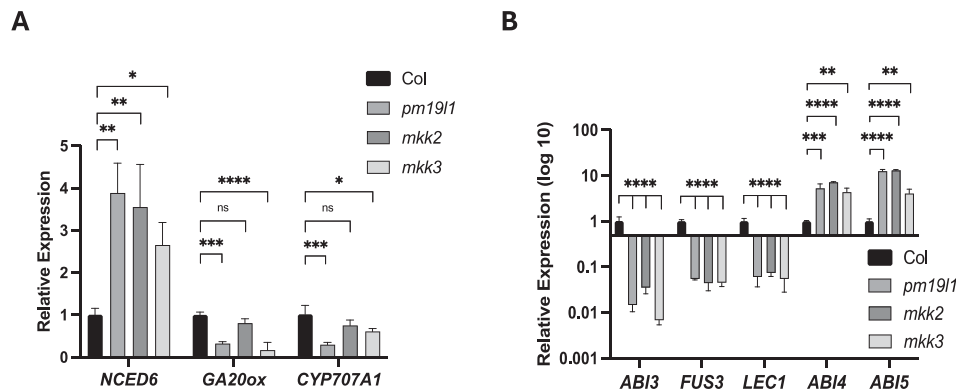 A
B
*
**
**
****
ns
***
*
ns
***
Col
pm19l1
mkk2
mkk3
Relative Expression
5
4
3
2
1
0
NCED6
GA20ox
CYP707A1
**
****
***
**
****
****
****
****
****
Relative Expression (log 10)
100
10
1
0.1
0.01
0.001
Col
pm19l1
mkk2
mkk3
ABI3
FUS3
LEC1
ABI4
ABI5